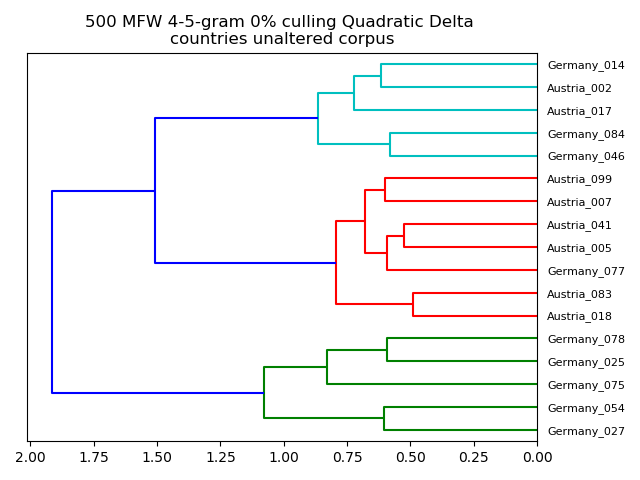 500 MFW 4-5-gram 0% culling Quadratic Delta
countries unaltered corpus
Germany_014
Austria_002
Austria_017
Germany_084
Germany_046
Austria_099
Austria_007
Austria_041
Austria_005
Germany_077
Austria_083
Austria_018
Germany_078
Germany_025
Germany_075
Germany_054
Germany_027
2.00 1.75 1.50 1.25 1.00 0.75 0.50 0.25 0.00